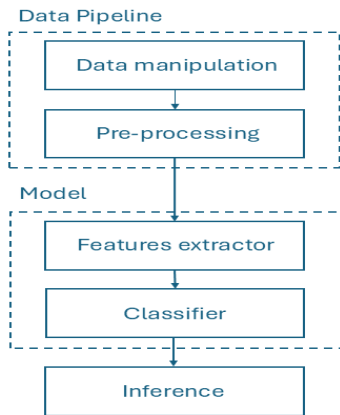 Data Pipeline
Data manipulation
Pre-processing
Model
Features extractor
Classifier
Inference